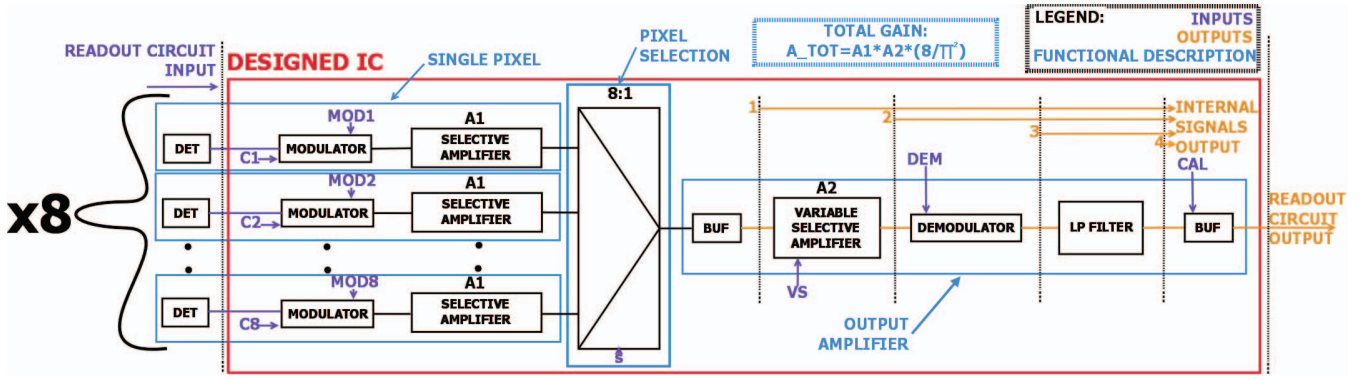 READOUT CIRCUIT
INPUT
DESIGNED IC
SINGLE PIXEL
PIXEL
SELECTION
TOTAL GAIN:
A_TOT=A1*A2*(8/∏²)
LEGEND:
INPUTS
OUTPUTS
FUNCTIONAL DESCRIPTION
x8
DET
C1
MOD1
MODULATOR
A1
SELECTIVE
AMPLIFIER
DET
C2
MOD2
MODULATOR
A1
SELECTIVE
AMPLIFIER
DET
C8
MOD8
MODULATOR
A1
SELECTIVE
AMPLIFIER
8:1
S
1
2
3
4
INTERNAL
SIGNALS
OUTPUT
BUF
A2
VARIABLE
SELECTIVE
AMPLIFIER
VS
DEM
DEMODULATOR
LP FILTER
CAL
BUF
READOUT
CIRCUIT
OUTPUT
OUTPUT
AMPLIFIER